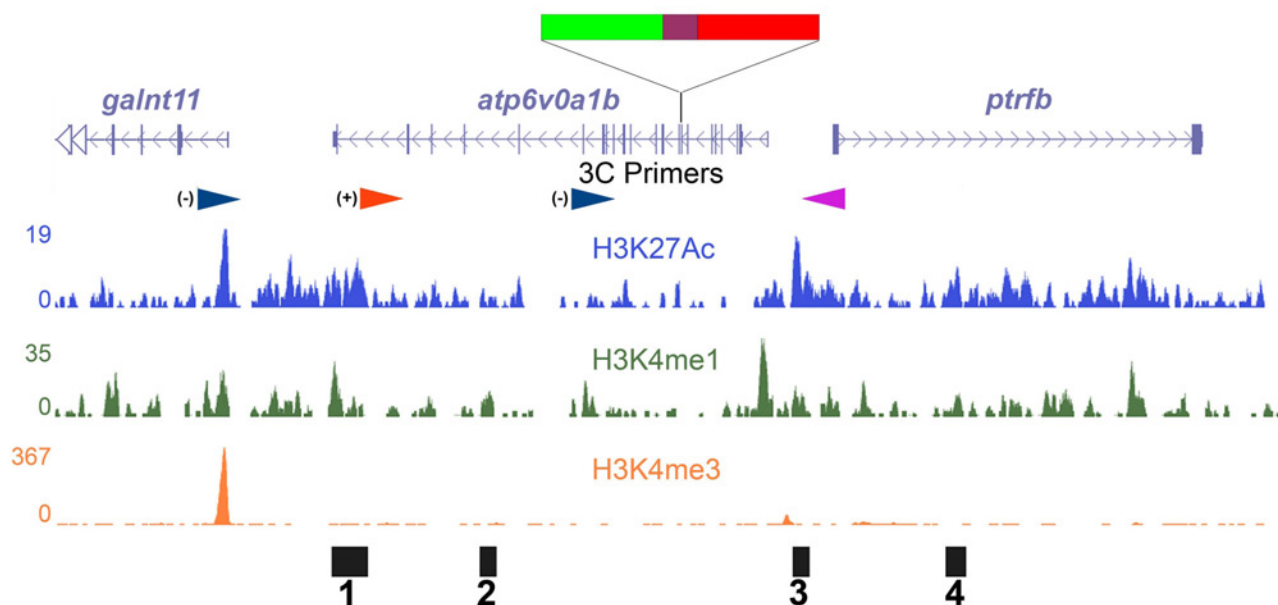 galnt11 atp6v0a1b ptrfb
3C Primers
(-) (+) (-)
19
H3K27Ac
0
35
H3K4me1
0
367
H3K4me3
0
1 2 3 4